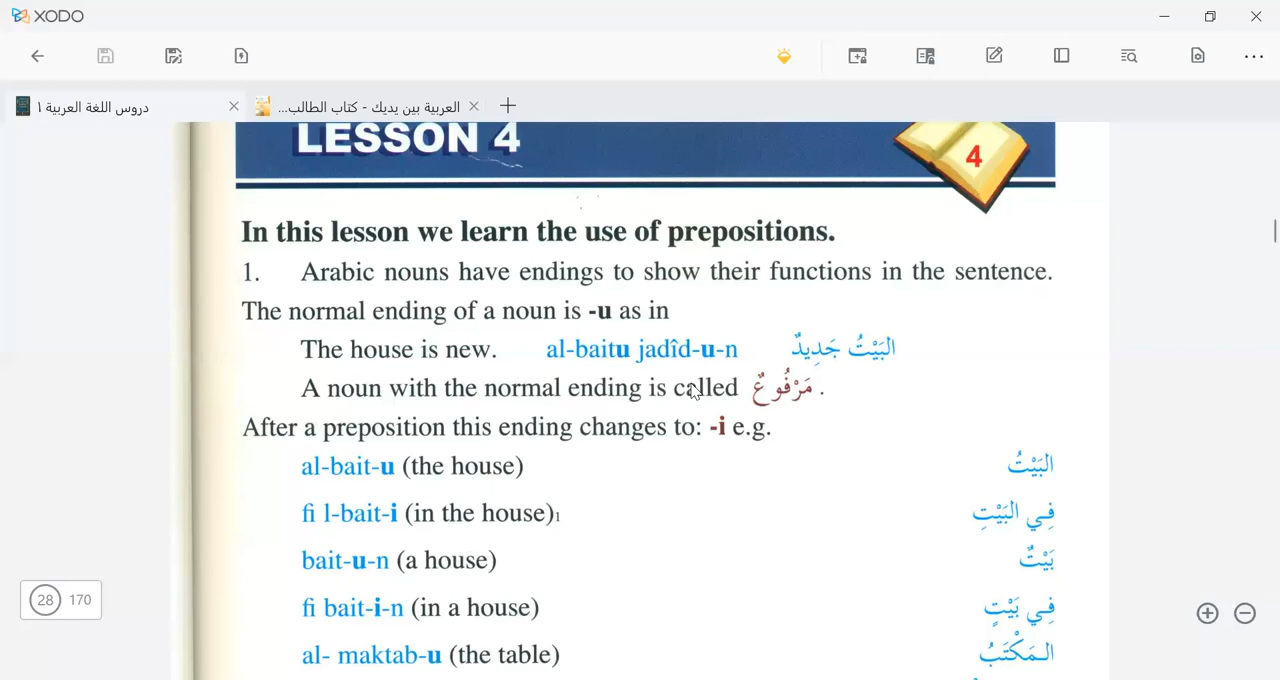 XODO
دروس اللغة العربية ١
العربية بين يديك - كتاب الطالب...
LESSON 4
4
In this lesson we learn the use of prepositions.
1. Arabic nouns have endings to show their functions in the sentence.
The normal ending of a noun is -u as in
The house is new. al-baitu jadîd-u-n البَيْتُ جَدِيدٌ
A noun with the normal ending is called مَرْفُوعٌ .
After a preposition this ending changes to: -i e.g.
al-bait-u (the house) البَيْتُ
fi l-bait-i (in the house)1 فِي البَيْتِ
bait-u-n (a house) بَيْتٌ
fi bait-i-n (in a house) فِي بَيْتٍ
al- maktab-u (the table) الـمَكْتَبُ
28 170